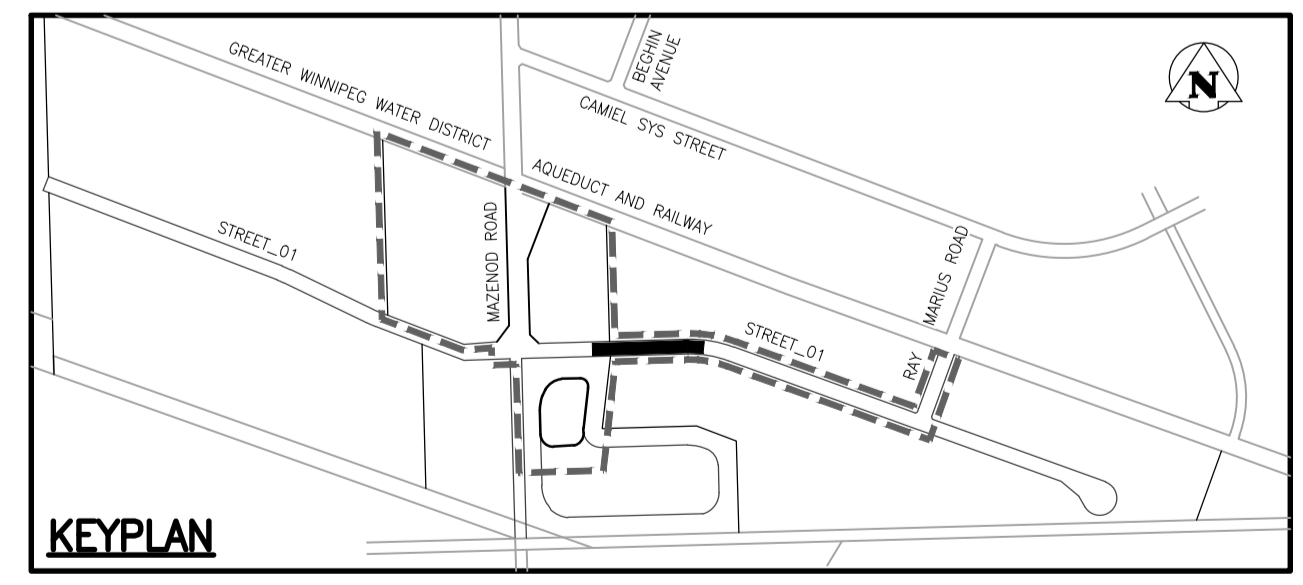 BEGHIN
AVENUE
N
GREATER WINNIPEG WATER DISTRICT
CAMIEL SYS STREET
AQUEDUCT AND RAILWAY
STREET_01
MAZENOD ROAD
MARIUS ROAD
STREET_01
RAY
KEYPLAN